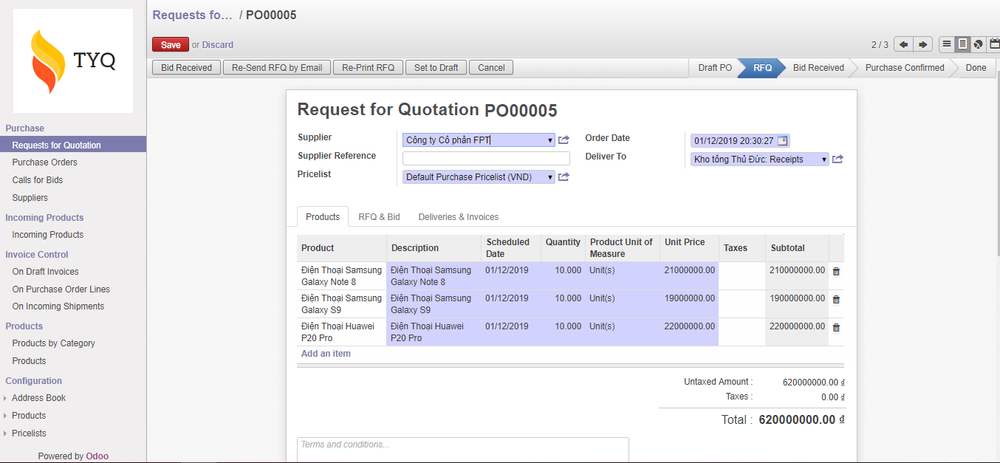 TYQ
Purchase
Requests for Quotation
Purchase Orders
Calls for Bids
Suppliers
Incoming Products
Incoming Products
Invoice Control
On Draft Invoices
On Purchase Order Lines
On Incoming Shipments
Products
Products by Category
Products
Configuration
Address Book
Products
Pricelists
Powered by Odoo
Requests fo... / PO00005
Save or Discard
2 / 3
Bid Received Re-Send RFQ by Email Re-Print RFQ Set to Draft Cancel
Draft PO RFQ Bid Received Purchase Confirmed Done
Request for Quotation PO00005
Supplier Công ty Cổ phần FPT
Supplier Reference
Pricelist Default Purchase Pricelist (VND)
Order Date 01/12/2019 20:30:27
Deliver To Kho tổng Thủ Đức: Receipts
Products RFQ & Bid Deliveries & Invoices
Product Description Scheduled Date Quantity Product Unit of Measure Unit Price Taxes Subtotal
Điện Thoại Samsung Điện Thoại Samsung 01/12/2019 10.000 Unit(s) 21000000.00 210000000.00
Galaxy Note 8 Galaxy Note 8
Điện Thoại Samsung Điện Thoại Samsung 01/12/2019 10.000 Unit(s) 19000000.00 190000000.00
Galaxy S9 Galaxy S9
Điện Thoại Huawei Điện Thoại Huawei 01/12/2019 10.000 Unit(s) 22000000.00 220000000.00
P20 Pro P20 Pro
Add an item
Untaxed Amount : 620000000.00 ₫
Taxes : 0.00 ₫
Total : 620000000.00 ₫
Terms and conditions...